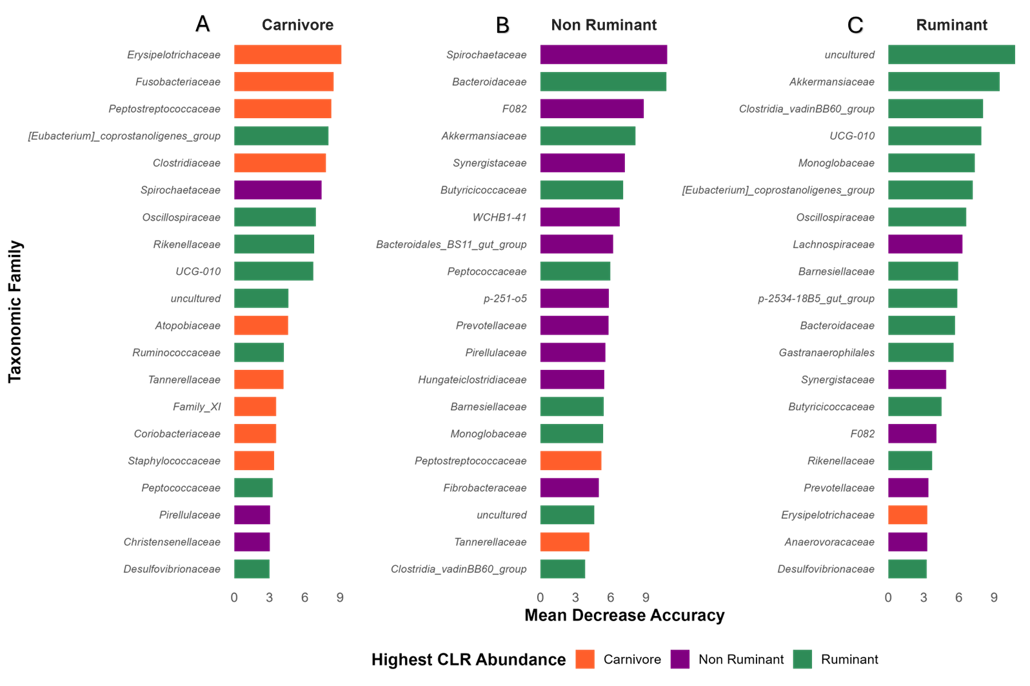 A Carnivore
Erysipelotrichaceae
Fusobacteriaceae
Peptostreptococcaceae
[Eubacterium]_coprostanoligenes_group
Clostridiaceae
Spirochaetaceae
Oscillospiraceae
Rikenellaceae
UCG-010
uncultured
Atopobiaceae
Ruminococcaceae
Tannerellaceae
Family_XI
Coriobacteriaceae
Staphylococcaceae
Peptococcaceae
Pirellulaceae
Christensenellaceae
Desulfovibrionaceae
0 3 6 9
B Non Ruminant
Spirochaetaceae
Bacteroidaceae
F082
Akkermansiaceae
Synergistaceae
Butyricicoccaceae
WCHB1-41
Bacteroidales_BS11_gut_group
Peptococcaceae
p-251-o5
Prevotellaceae
Pirellulaceae
Hungateiclostridiaceae
Barnesiellaceae
Monoglobaceae
Peptostreptococcaceae
Fibrobacteraceae
uncultured
Tannerellaceae
Clostridia_vadinBB60_group
0 3 6 9
C Ruminant
uncultured
Akkermansiaceae
Clostridia_vadinBB60_group
UCG-010
Monoglobaceae
[Eubacterium]_coprostanoligenes_group
Oscillospiraceae
Lachnospiraceae
Barnesiellaceae
p-2534-18B5_gut_group
Bacteroidaceae
Gastranaerophilales
Synergistaceae
Butyricicoccaceae
F082
Rikenellaceae
Prevotellaceae
Erysipelotrichaceae
Anaerovoracaceae
Desulfovibrionaceae
0 3 6 9
Taxonomic Family
Mean Decrease Accuracy
Highest CLR Abundance Carnivore Non Ruminant Ruminant